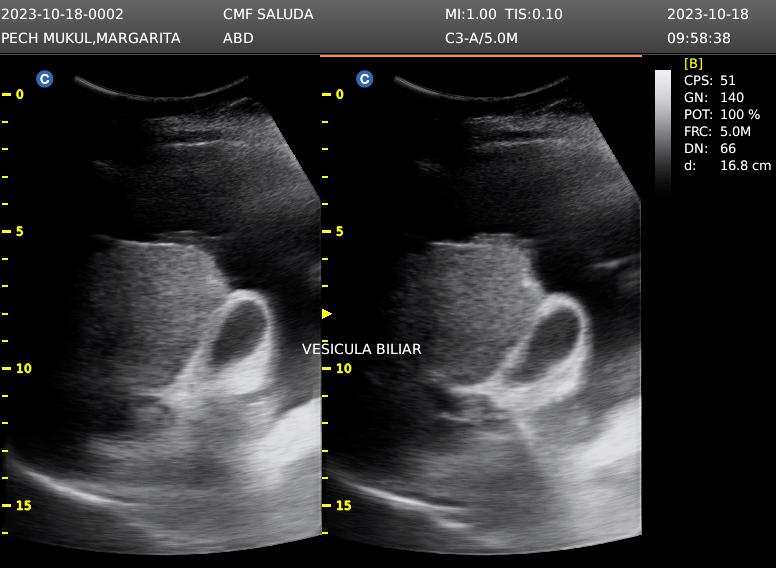 2023-10-18-0002 CMF SALUDA MI:1.00 TIS:0.10 2023-10-18
PECH MUKUL,MARGARITA ABD C3-A/5.0M 09:58:38
[B]
CPS: 51
GN: 140
POT: 100 %
FRC: 5.0M
DN: 66
d: 16.8 cm
C C
0 0
5 5
VESICULA BILIAR
10 10
15 15